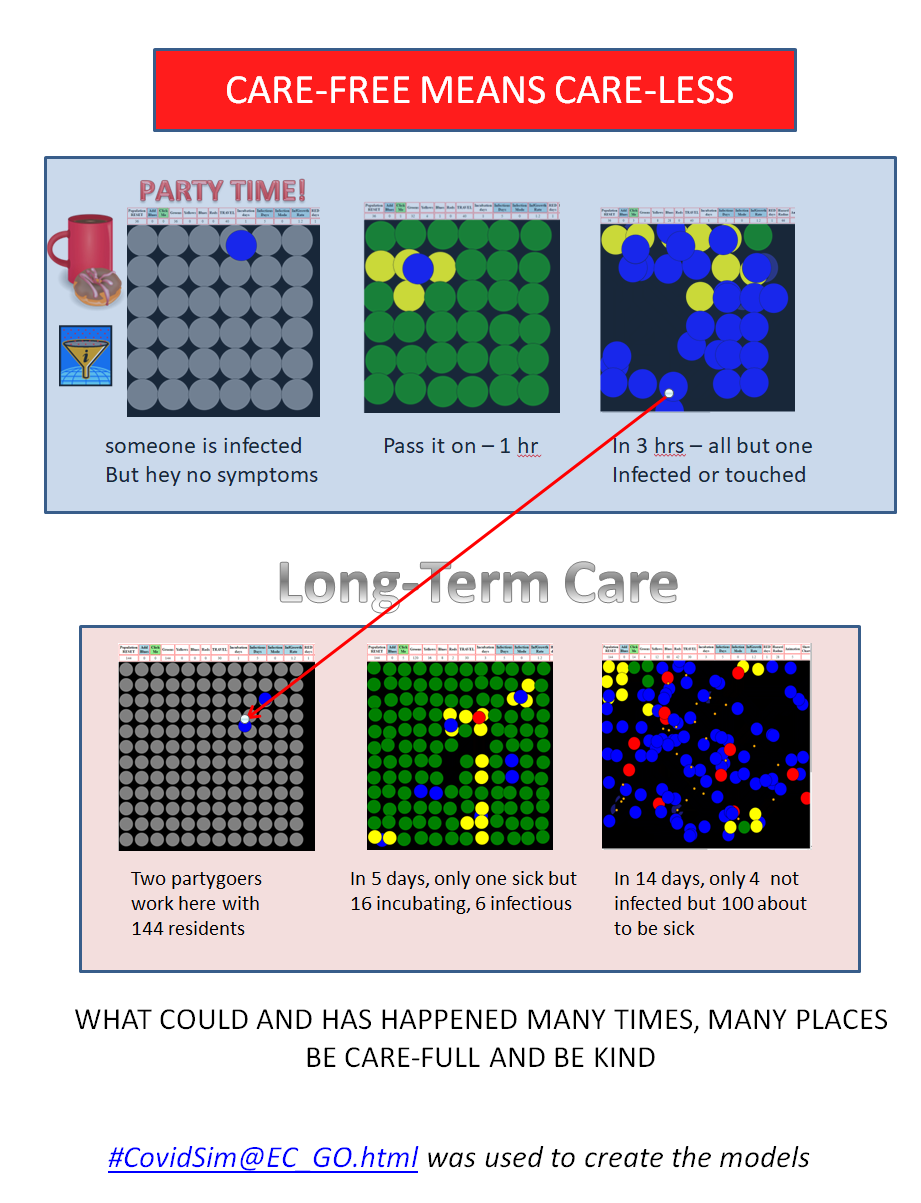 CARE-FREE MEANS CARE-LESS
PARTY TIME!
someone is infected
But hey no symptoms
Pass it on – 1 hr
In 3 hrs – all but one
Infected or touched
Long-Term Care
Two partygoers
work here with
144 residents
In 5 days, only one sick but
16 incubating, 6 infectious
In 14 days, only 4 not
infected but 100 about
to be sick
WHAT COULD AND HAS HAPPENED MANY TIMES, MANY PLACES
BE CARE-FULL AND BE KIND
#CovidSim@EC_GO.html was used to create the models